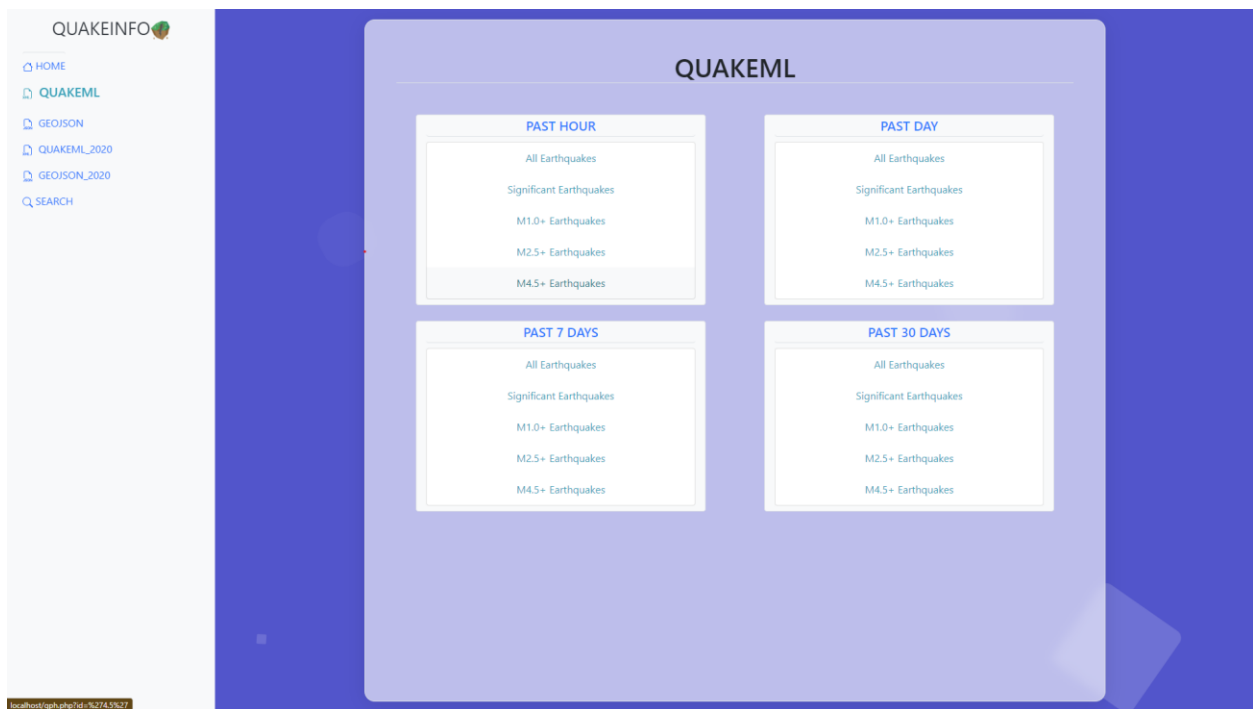 QUAKEINFO
HOME
QUAKEML
GEOJSON
QUAKEML_2020
GEOJSON_2020
SEARCH
QUAKEML
PAST HOUR
All Earthquakes
Significant Earthquakes
M1.0+ Earthquakes
M2.5+ Earthquakes
M4.5+ Earthquakes
PAST DAY
All Earthquakes
Significant Earthquakes
M1.0+ Earthquakes
M2.5+ Earthquakes
M4.5+ Earthquakes
PAST 7 DAYS
All Earthquakes
Significant Earthquakes
M1.0+ Earthquakes
M2.5+ Earthquakes
M4.5+ Earthquakes
PAST 30 DAYS
All Earthquakes
Significant Earthquakes
M1.0+ Earthquakes
M2.5+ Earthquakes
M4.5+ Earthquakes
localhost/qph.php?id=%274.5%27